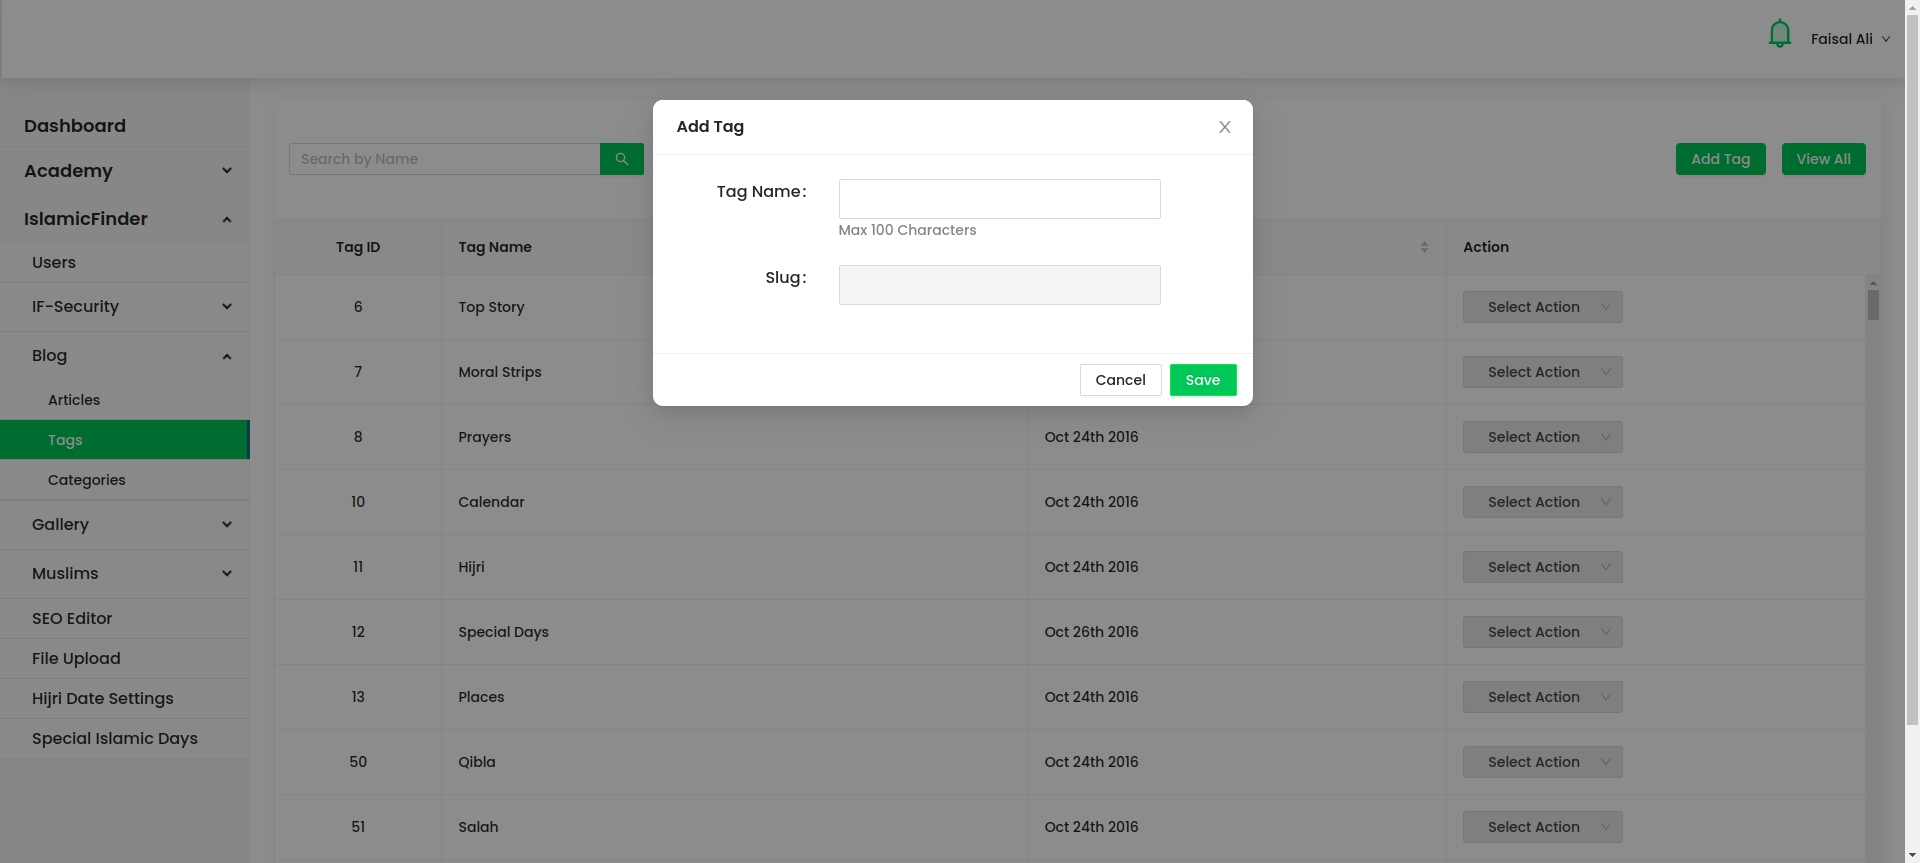 Faisal Ali
Dashboard
Academy
IslamicFinder
Users
IF-Security
Blog
Articles
Tags
Categories
Gallery
Muslims
SEO Editor
File Upload
Hijri Date Settings
Special Islamic Days
Search by Name
Add Tag
View All
Tag ID Tag Name Action
6 Top Story Select Action
7 Moral Strips Select Action
8 Prayers Oct 24th 2016 Select Action
10 Calendar Oct 24th 2016 Select Action
11 Hijri Oct 24th 2016 Select Action
12 Special Days Oct 26th 2016 Select Action
13 Places Oct 24th 2016 Select Action
50 Qibla Oct 24th 2016 Select Action
51 Salah Oct 24th 2016 Select Action
Add Tag
Tag Name:
Max 100 Characters
Slug:
Cancel Save